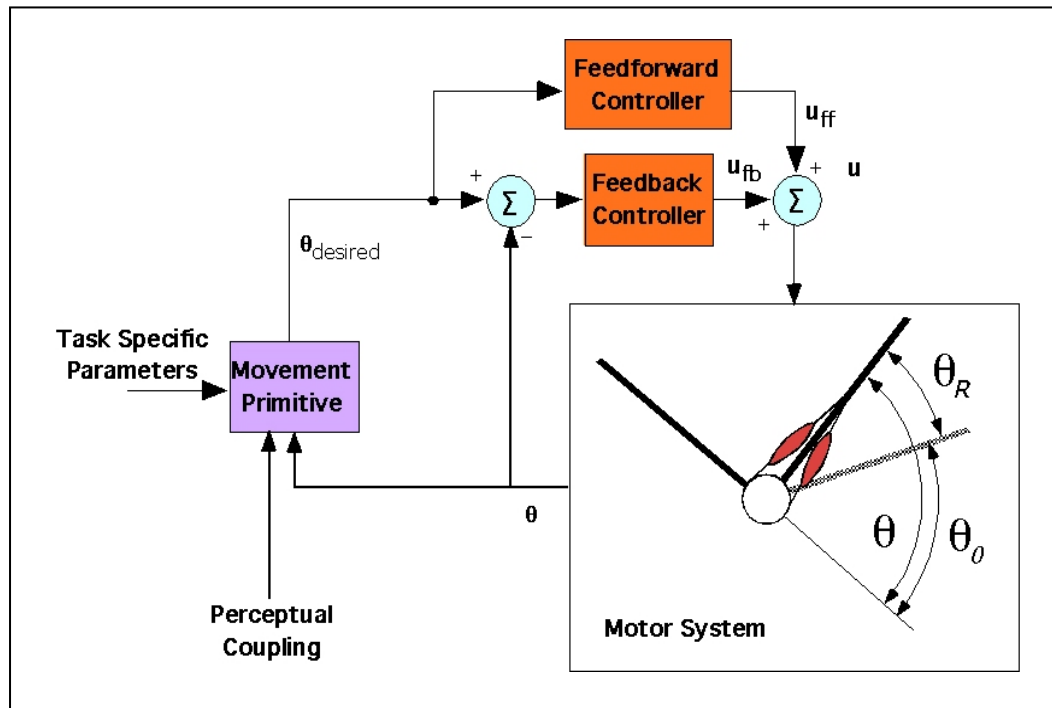 Feedforward
Controller
u_ff
+
u
+
Σ
Feedback
Controller
u_fb
Σ
+
−
θ_desired
Task Specific
Parameters
Movement
Primitive
θ
Perceptual
Coupling
θ_R
θ
θ_0
Motor System